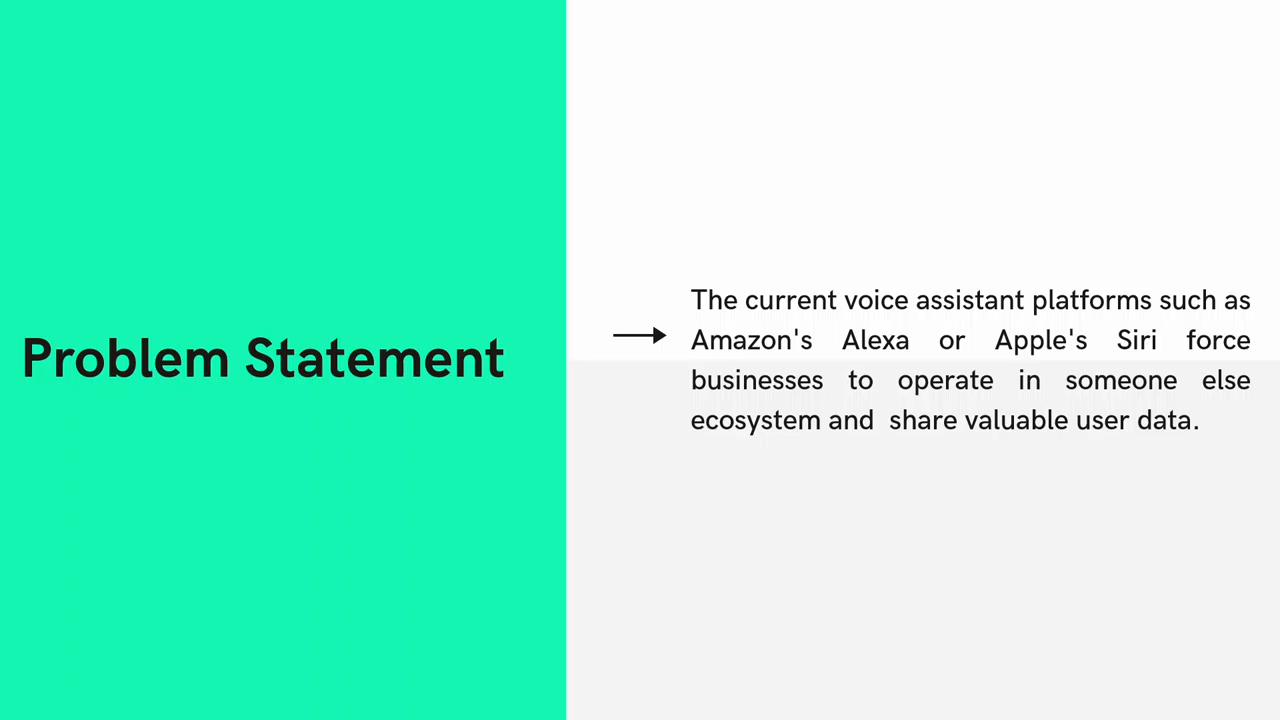 Problem Statement
The current voice assistant platforms such as
Amazon's Alexa or Apple's Siri force
businesses to operate in someone else
ecosystem and  share valuable user data.